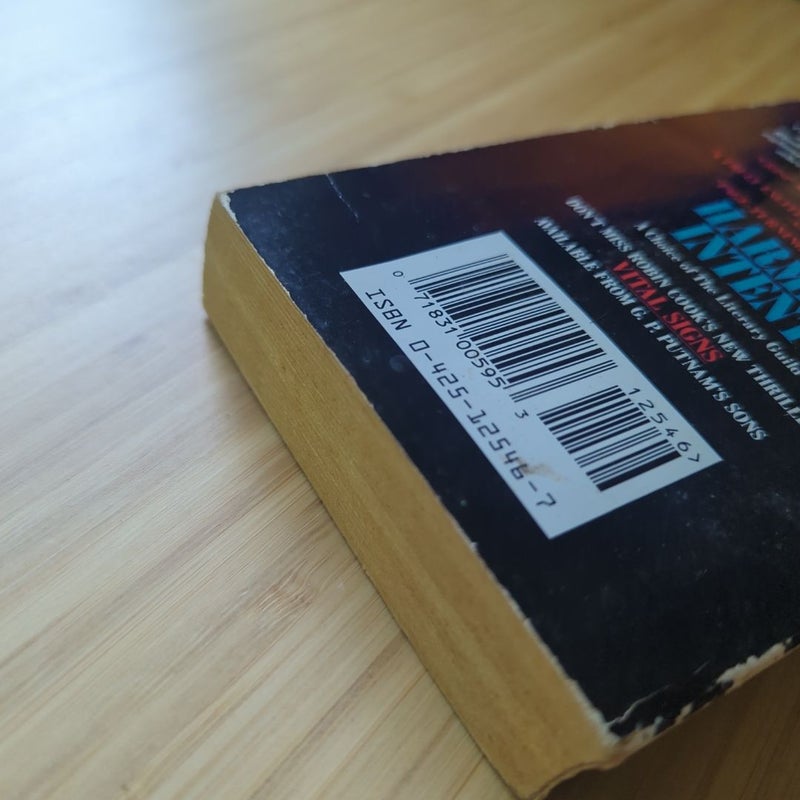 HARM
INTENT
A Choice of The Literary Guild
DON'T MISS ROBIN COOK'S NEW THRILL
VITAL SIGNS
AVAILABLE FROM G. P. PUTNAM'S SONS
0 71831 00595 3
12546>
ISBN 0-425-12546-7